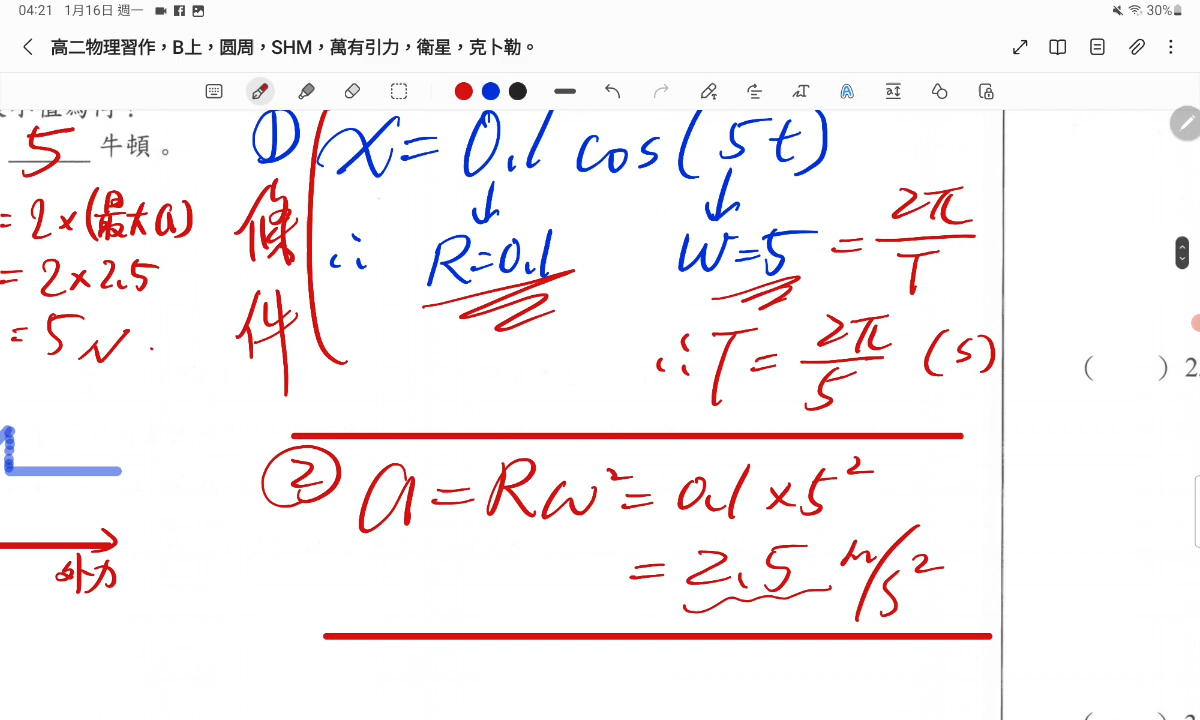 04:21 1月16日 週一 30%
高二物理習作，B上，圆周，SHM，萬有引力，衛星，克卜勒。
5 牛頓。
= 2×(最大a)
= 2×2.5
= 5N.
條件
① x = 0.1 cos(5t)
∴ R=0.1 W=5 = 2π/T
∴ T = 2π/5 (s)
② a = Rω² = 0.1 × 5²
= 2.5 m/s²
外力
( ) 2.